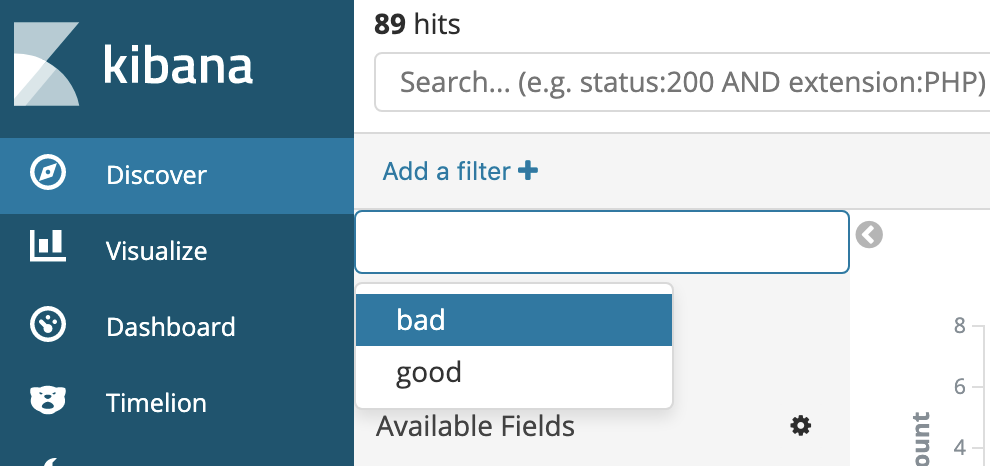 kibana
Discover
Visualize
Dashboard
Timelion
89 hits
Search... (e.g. status:200 AND extension:PHP)
Add a filter
bad
good
Available Fields
8
6
4